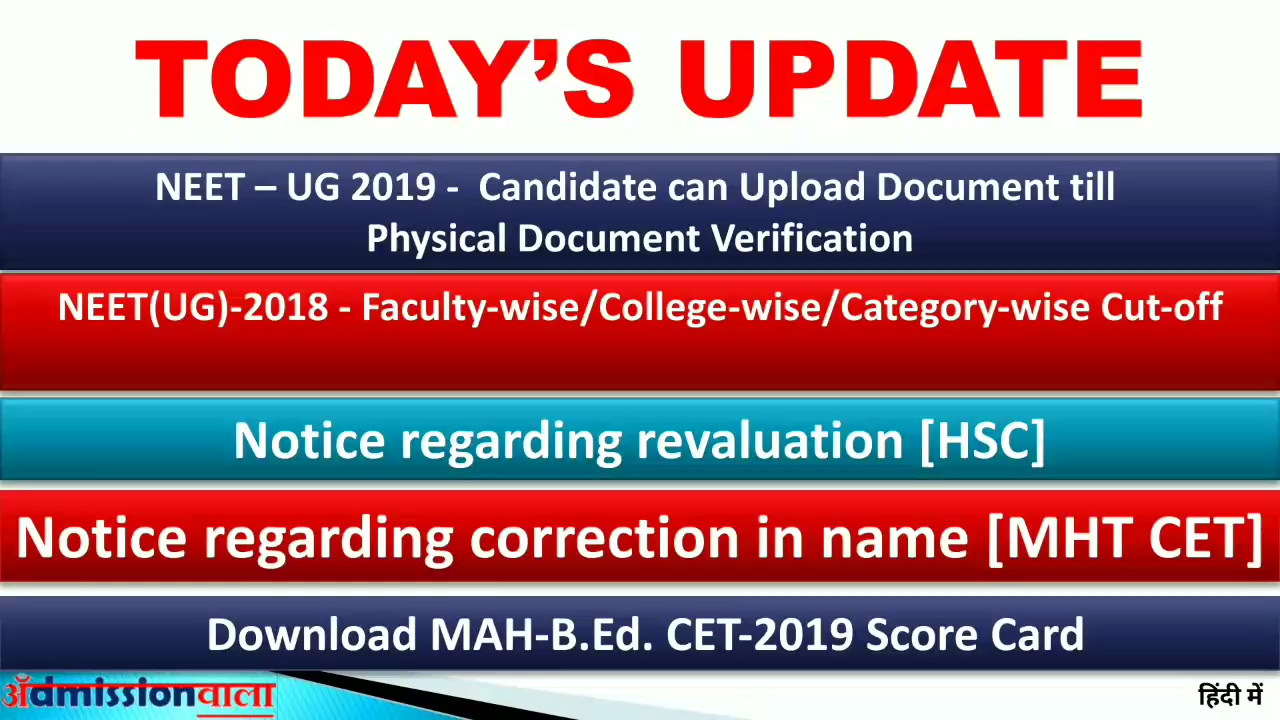 TODAY’S UPDATE
NEET – UG 2019 - Candidate can Upload Document till
Physical Document Verification
NEET(UG)-2018 - Faculty-wise/College-wise/Category-wise Cut-off
Notice regarding revaluation [HSC]
Notice regarding correction in name [MHT CET]
Download MAH-B.Ed. CET-2019 Score Card
ॲdmissionवाला
हिंदी में